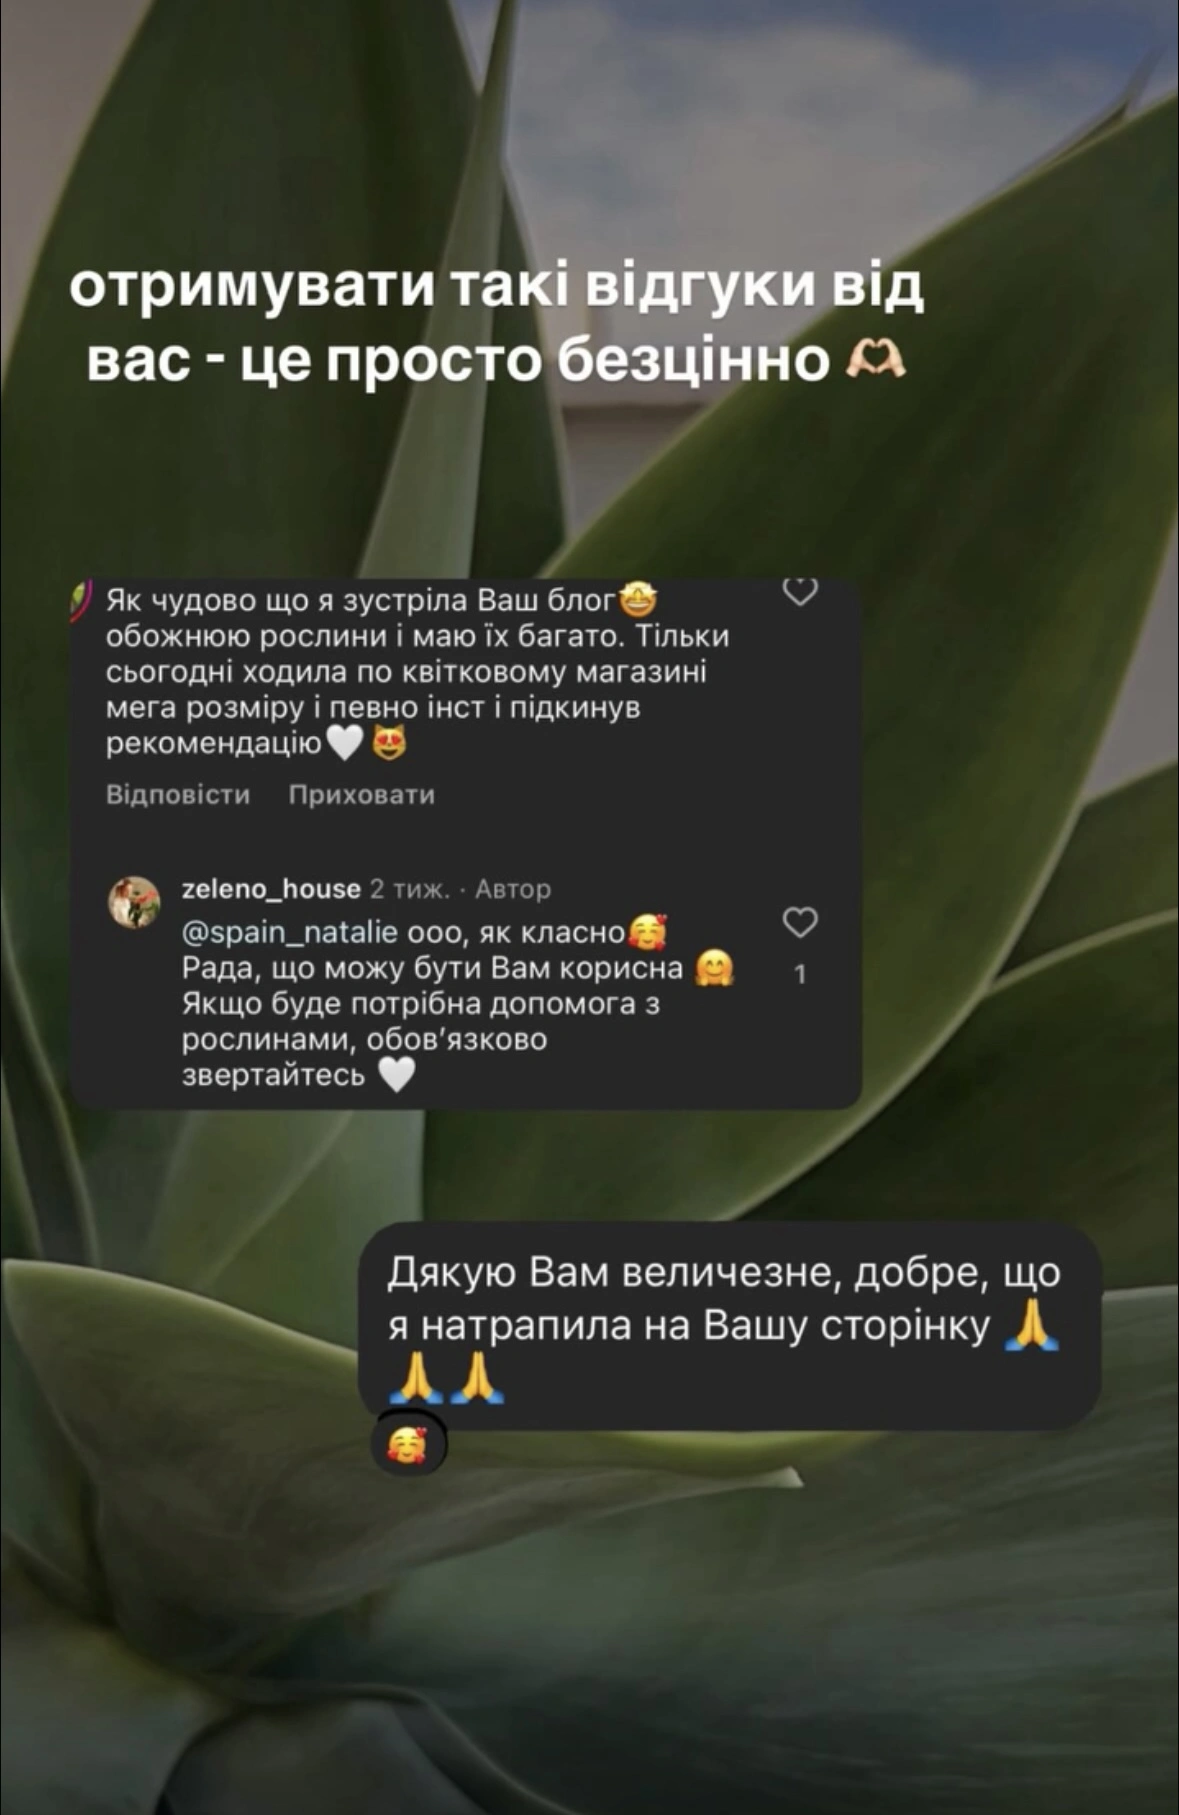 отримувати такі відгуки від
вас - це просто безцінно 🫶🏻
Як чудово що я зустріла Ваш блог🤩
обожнюю рослини і маю їх багато. Тільки
сьогодні ходила по квітковому магазині
мега розміру і певно інст і підкинув
рекомендацію🤍😻
Відповісти Приховати
zeleno_house 2 тиж. · Автор
@spain_natalie ооо, як класно🥰
Рада, що можу бути Вам корисна 🤗
1
Якщо буде потрібна допомога з
рослинами, обов’язково
звертайтесь 🤍
Дякую Вам величезне, добре, що
я натрапила на Вашу сторінку 🙏
🙏🙏
🥰